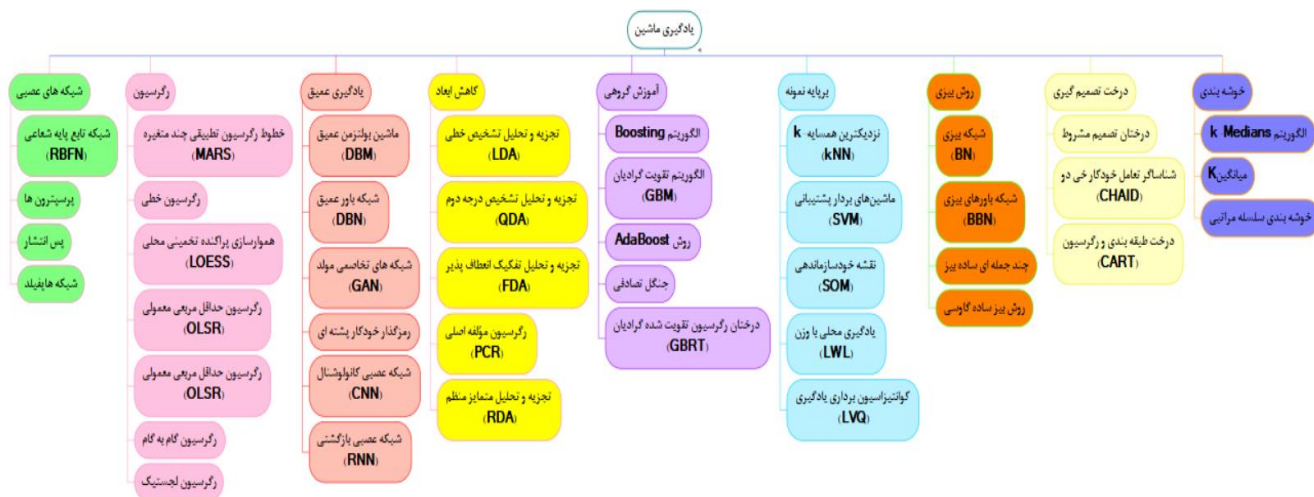 یادگیری ماشین
خوشه بندی
الگوریتم k-Medians
میانگینK
خوشه بندی سلسله مراتبی
درخت تصمیم گیری
درختان تصمیم مشروط
شناساگر تعامل خودکار خی دو
(CHAID)
درخت طبقه بندی و رگرسیون
(CART)
روش بیزی
شبکه بیزی
(BN)
شبکه باورهای بیزی
(BBN)
چند جمله ای ساده بیز
روش بیز ساده گاوسی
برپایه نمونه
نزدیکترین همسایه-k
(kNN)
ماشین‌های بردار پشتیبانی
(SVM)
نقشه خودسازماندهی
(SOM)
یادگیری محلی با وزن
(LWL)
کوانتیزاسیون برداری یادگیری
(LVQ)
آموزش گروهی
الگوریتم Boosting
الگوریتم تقویت گرادیان
(GBM)
روش AdaBoost
جنگل تصادفی
درختان رگرسیون تقویت شده گرادیان
(GBRT)
کاهش ابعاد
تجزیه و تحلیل تشخیص خطی
(LDA)
تجزیه و تحلیل تشخیص درجه دوم
(QDA)
تجزیه و تحلیل تفکیک انعطاف پذیر
(FDA)
رگرسیون مؤلفه اصلی
(PCR)
تجزیه و تحلیل متمایز منظم
(RDA)
یادگیری عمیق
ماشین بولتزمن عمیق
(DBM)
شبکه باور عمیق
(DBN)
شبکه های تخاصمی مولد
(GAN)
رمزگذار خودکار پشته ای
شبکه عصبی کانولوشنال
(CNN)
شبکه عصبی بازگشتی
(RNN)
رگرسیون
خطوط رگرسیون تطبیقی چند متغیره
(MARS)
رگرسیون خطی
هموارسازی پراکنده تخمینی محلی
(LOESS)
رگرسیون حداقل مربعی معمولی
(OLSR)
رگرسیون حداقل مربعی معمولی
(OLSR)
رگرسیون گام به گام
رگرسیون لجستیک
شبکه های عصبی
شبکه تابع پایه شعاعی
(RBFN)
پرسپترون ها
پس انتشار
شبکه هاپفیلد